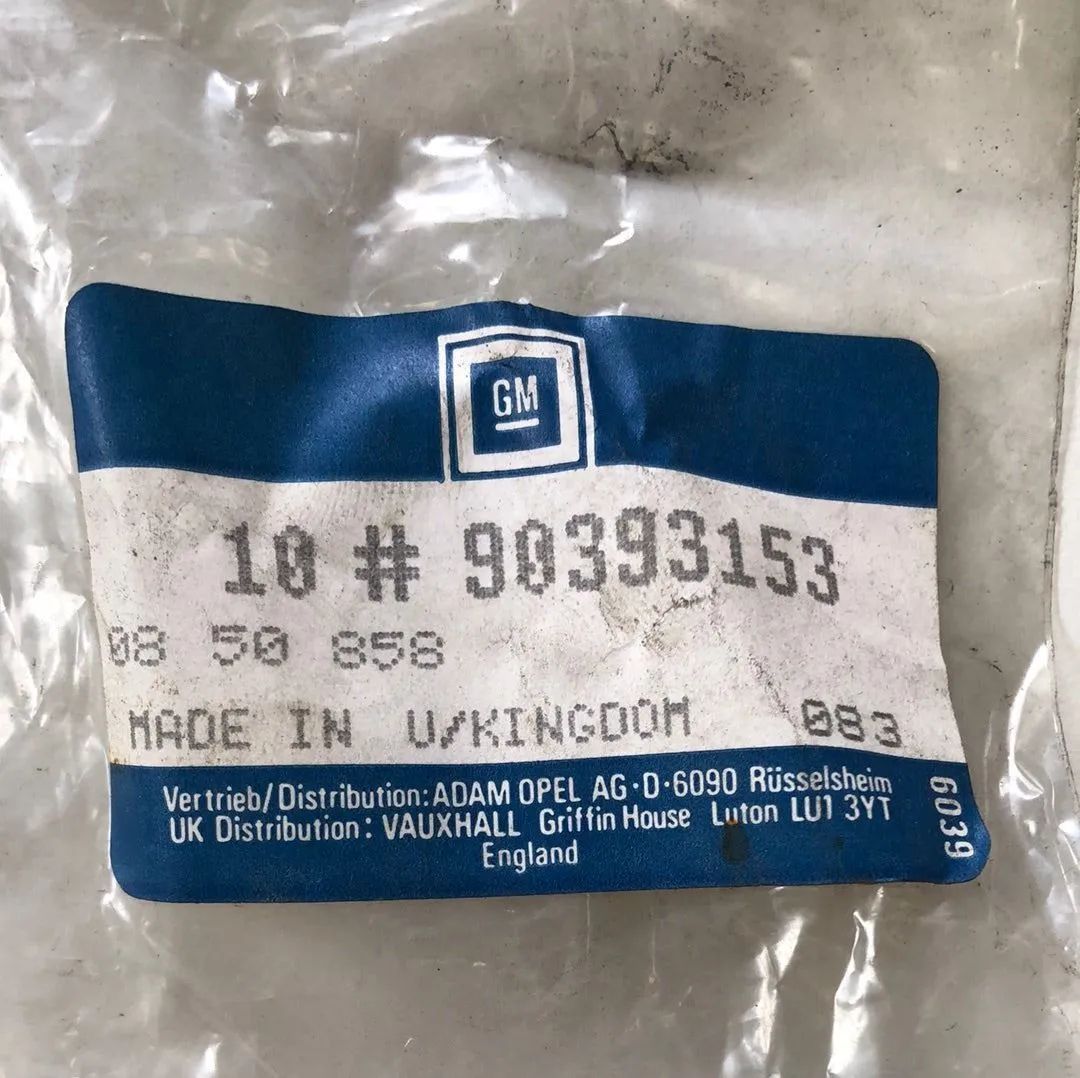 GM
10 # 90393153
08 50 858
MADE IN U/KINGDOM 083
Vertrieb/Distribution: ADAM OPEL AG·D·6090 Rüsselsheim
UK Distribution: VAUXHALL Griffin House Luton LU1 3YT
England
6039